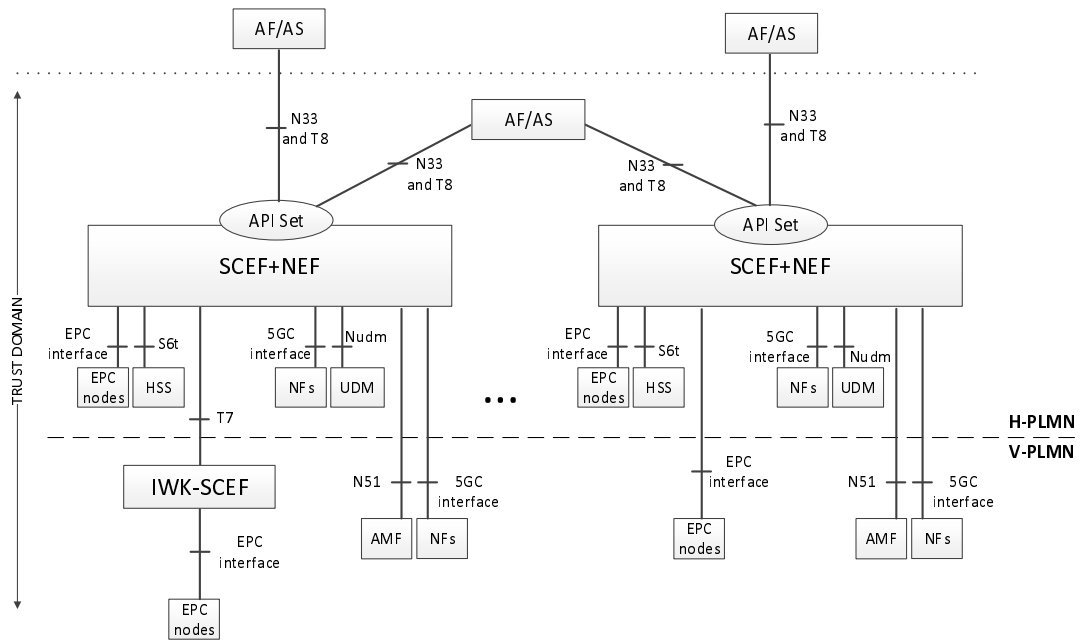 AF/AS
AF/AS
N33
and T8
AF/AS
N33
and T8
N33
and T8
N33
and T8
API Set
API Set
SCEF+NEF
SCEF+NEF
TRUST DOMAIN
EPC
interface
S6t
5GC
interface
Nudm
EPC
interface
S6t
5GC
interface
Nudm
EPC
nodes
HSS
NFs
UDM
...
EPC
nodes
HSS
NFs
UDM
T7
H-PLMN
V-PLMN
IWK-SCEF
N51
5GC
interface
EPC
interface
N51
5GC
interface
AMF
NFs
EPC
nodes
AMF
NFs
EPC
interface
EPC
nodes